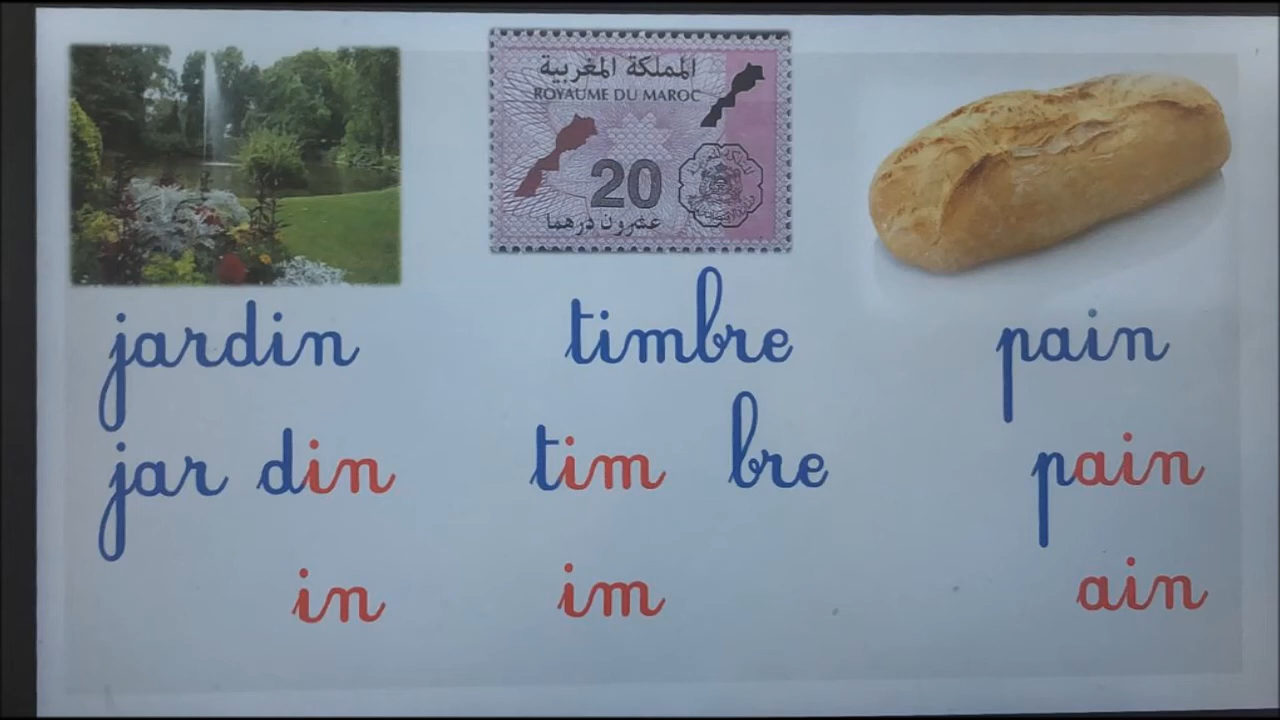 المملكة المغربية
ROYAUME DU MAROC
20
عشرون درهما
jardin timbre pain
jar din tim bre pain
in im ain